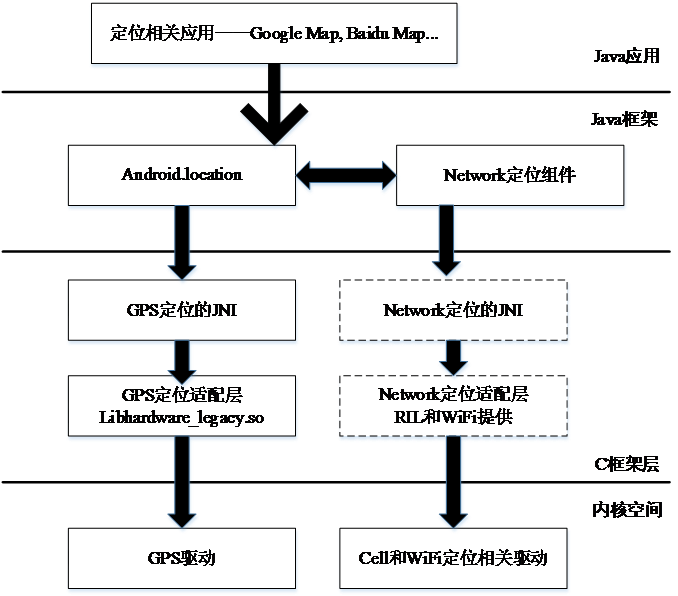 定位相关应用——Google Map, Baidu Map...
Java应用
Java框架
Android.location
Network定位组件
GPS定位的JNI
Network定位的JNI
GPS定位适配层
Libhardware_legacy.so
Network定位适配层
RIL和WiFi提供
C框架层
内核空间
GPS驱动
Cell和WiFi定位相关驱动